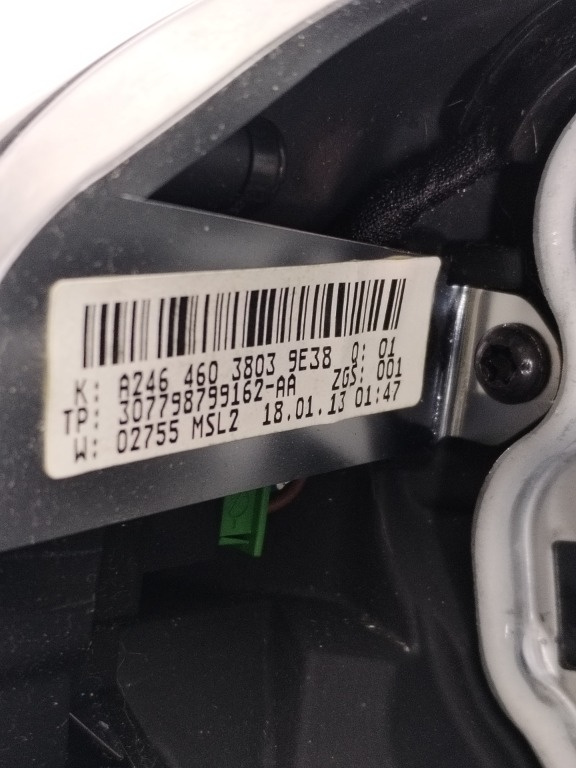 K: A246 460 3803 9E38 Q: 01
TP: 307798799162-AA ZGS: 001
W: 02755 MSL2 18.01.13 01:47